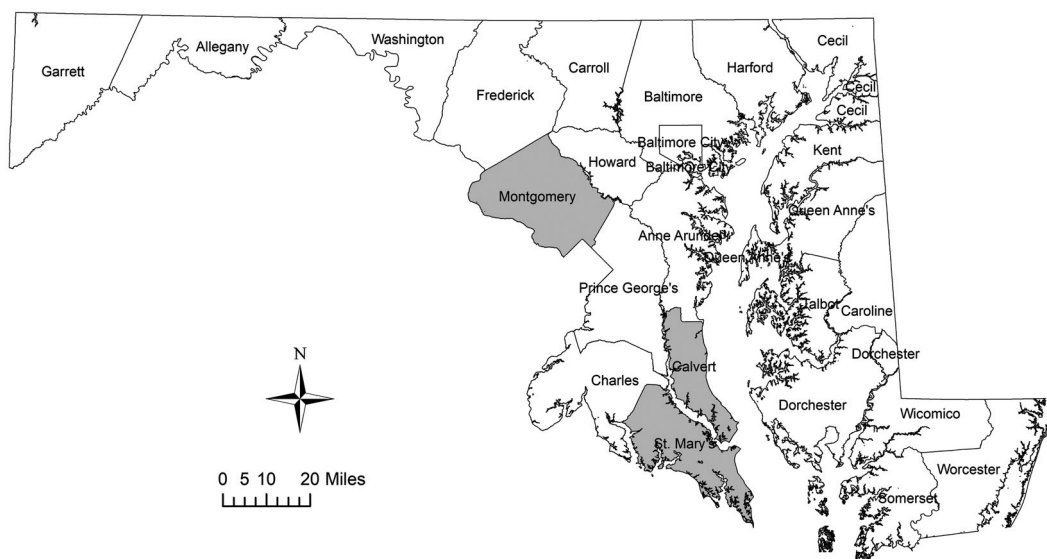 Garrett
Allegany
Washington
Frederick
Carroll
Baltimore
Harford
Cecil
Cecil
Cecil
Baltimore City
Baltimore City
Howard
Kent
Montgomery
Queen Anne's
Anne Arundel
Queen Anne's
Prince George's
Talbot
Caroline
Dorchester
Calvert
Charles
Dorchester
Wicomico
St. Mary's
Worcester
Somerset
N
0 5 10 20 Miles